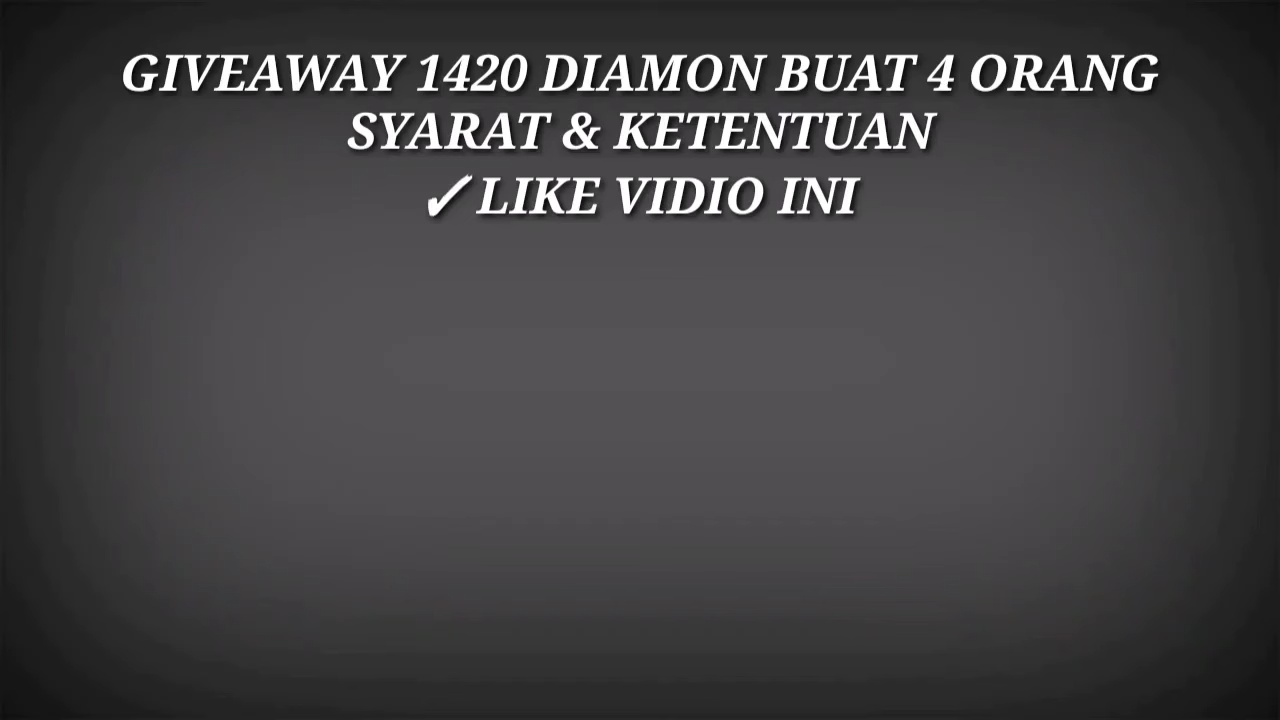 GIVEAWAY 1420 DIAMON BUAT 4 ORANG
SYARAT & KETENTUAN
✓LIKE VIDIO INI